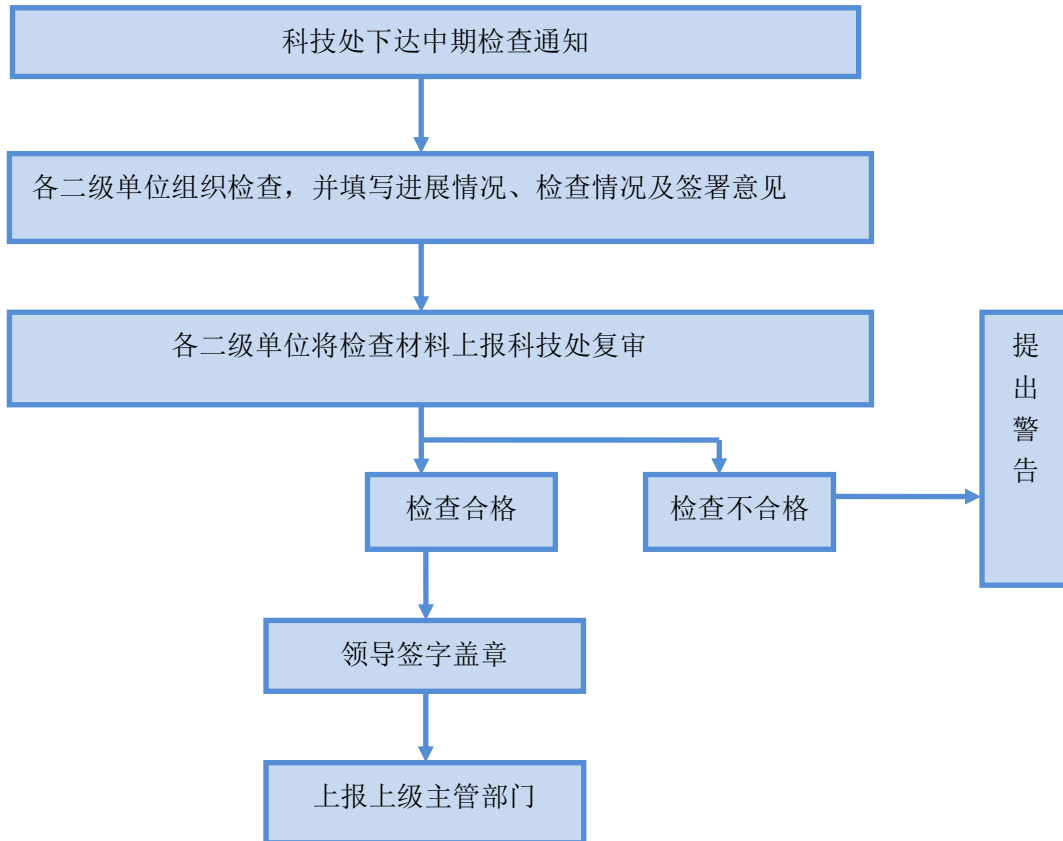 科技处下达中期检查通知
各二级单位组织检查，并填写进展情况、检查情况及签署意见
各二级单位将检查材料上报科技处复审
提
出
警
告
检查合格
检查不合格
领导签字盖章
上报上级主管部门